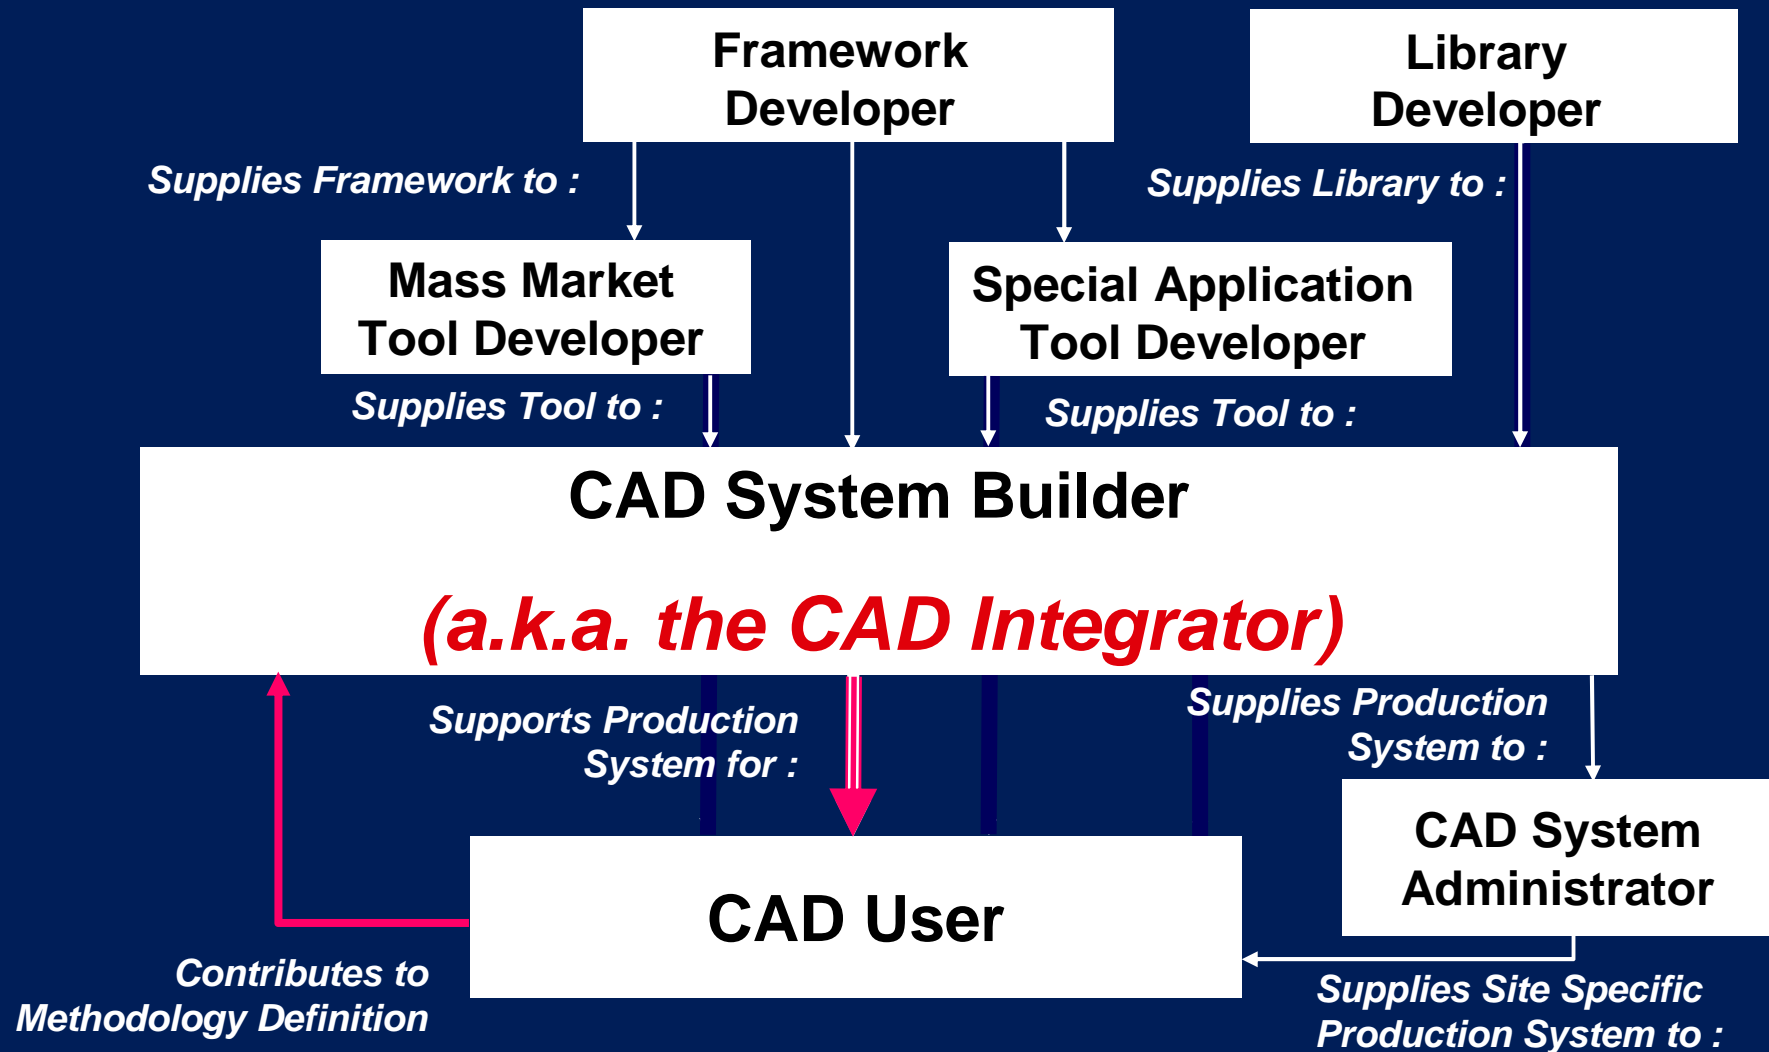 Framework
Developer
Library
Developer
Supplies Framework to :
Supplies Library to :
Mass Market
Tool Developer
Special Application
Tool Developer
Supplies Tool to :
Supplies Tool to :
CAD System Builder
(a.k.a. the CAD Integrator)
Supports Production
System for :
Supplies Production
System to :
CAD User
CAD System
Administrator
Contributes to
Methodology Definition
Supplies Site Specific
Production System to :